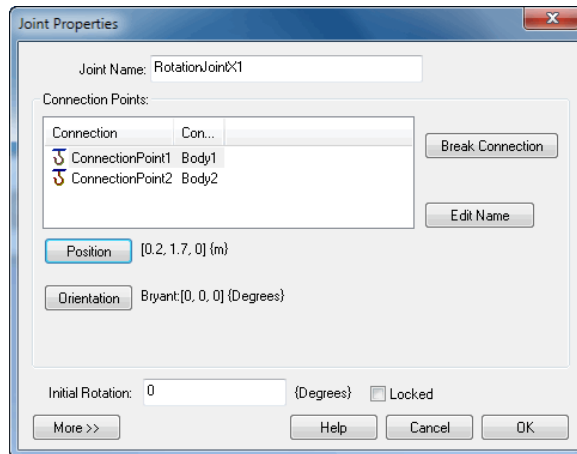 Joint Properties
Joint Name: RotationJointX1
Connection Points:
Connection Con...
ConnectionPoint1 Body1
ConnectionPoint2 Body2
Break Connection
Edit Name
Position [0.2, 1.7, 0] {m}
Orientation Bryant:[0, 0, 0] {Degrees}
Initial Rotation: 0 {Degrees} Locked
More >> Help Cancel OK